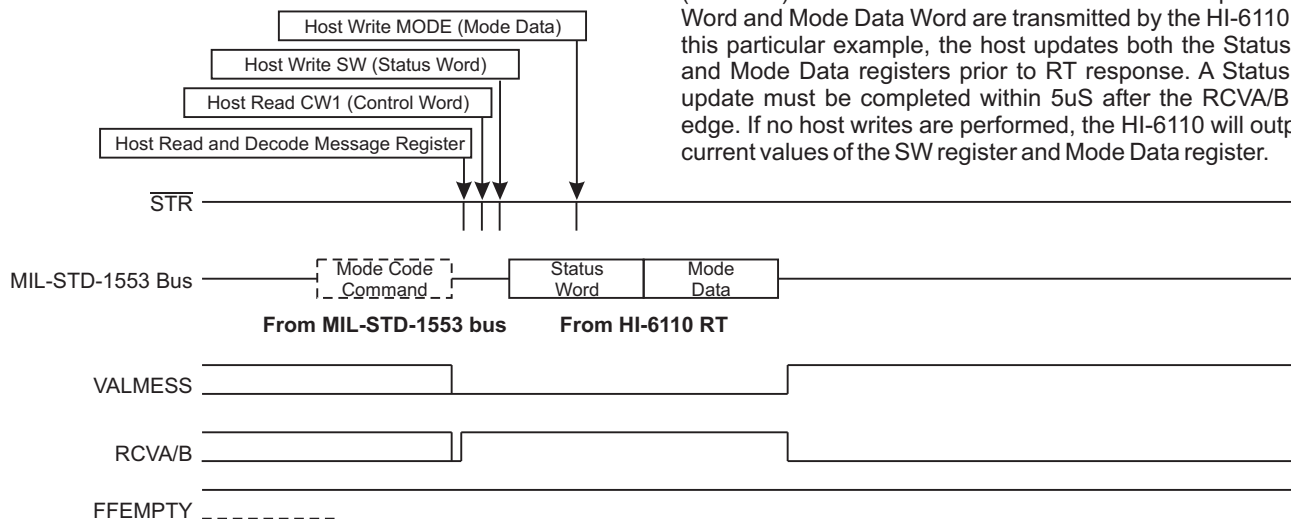 Word and Mode Data Word are transmitted by the HI-6110
this particular example, the host updates both the Status
and Mode Data registers prior to RT response. A Status
update must be completed within 5uS after the RCVA/B
edge. If no host writes are performed, the HI-6110 will outp
current values of the SW register and Mode Data register.
Host Write MODE (Mode Data)
Host Write SW (Status Word)
Host Read CW1 (Control Word)
Host Read and Decode Message Register
STR
MIL-STD-1553 Bus
Mode Code
Command
Status
Word
Mode
Data
From MIL-STD-1553 bus
From HI-6110 RT
VALMESS
RCVA/B
FFEMPTY